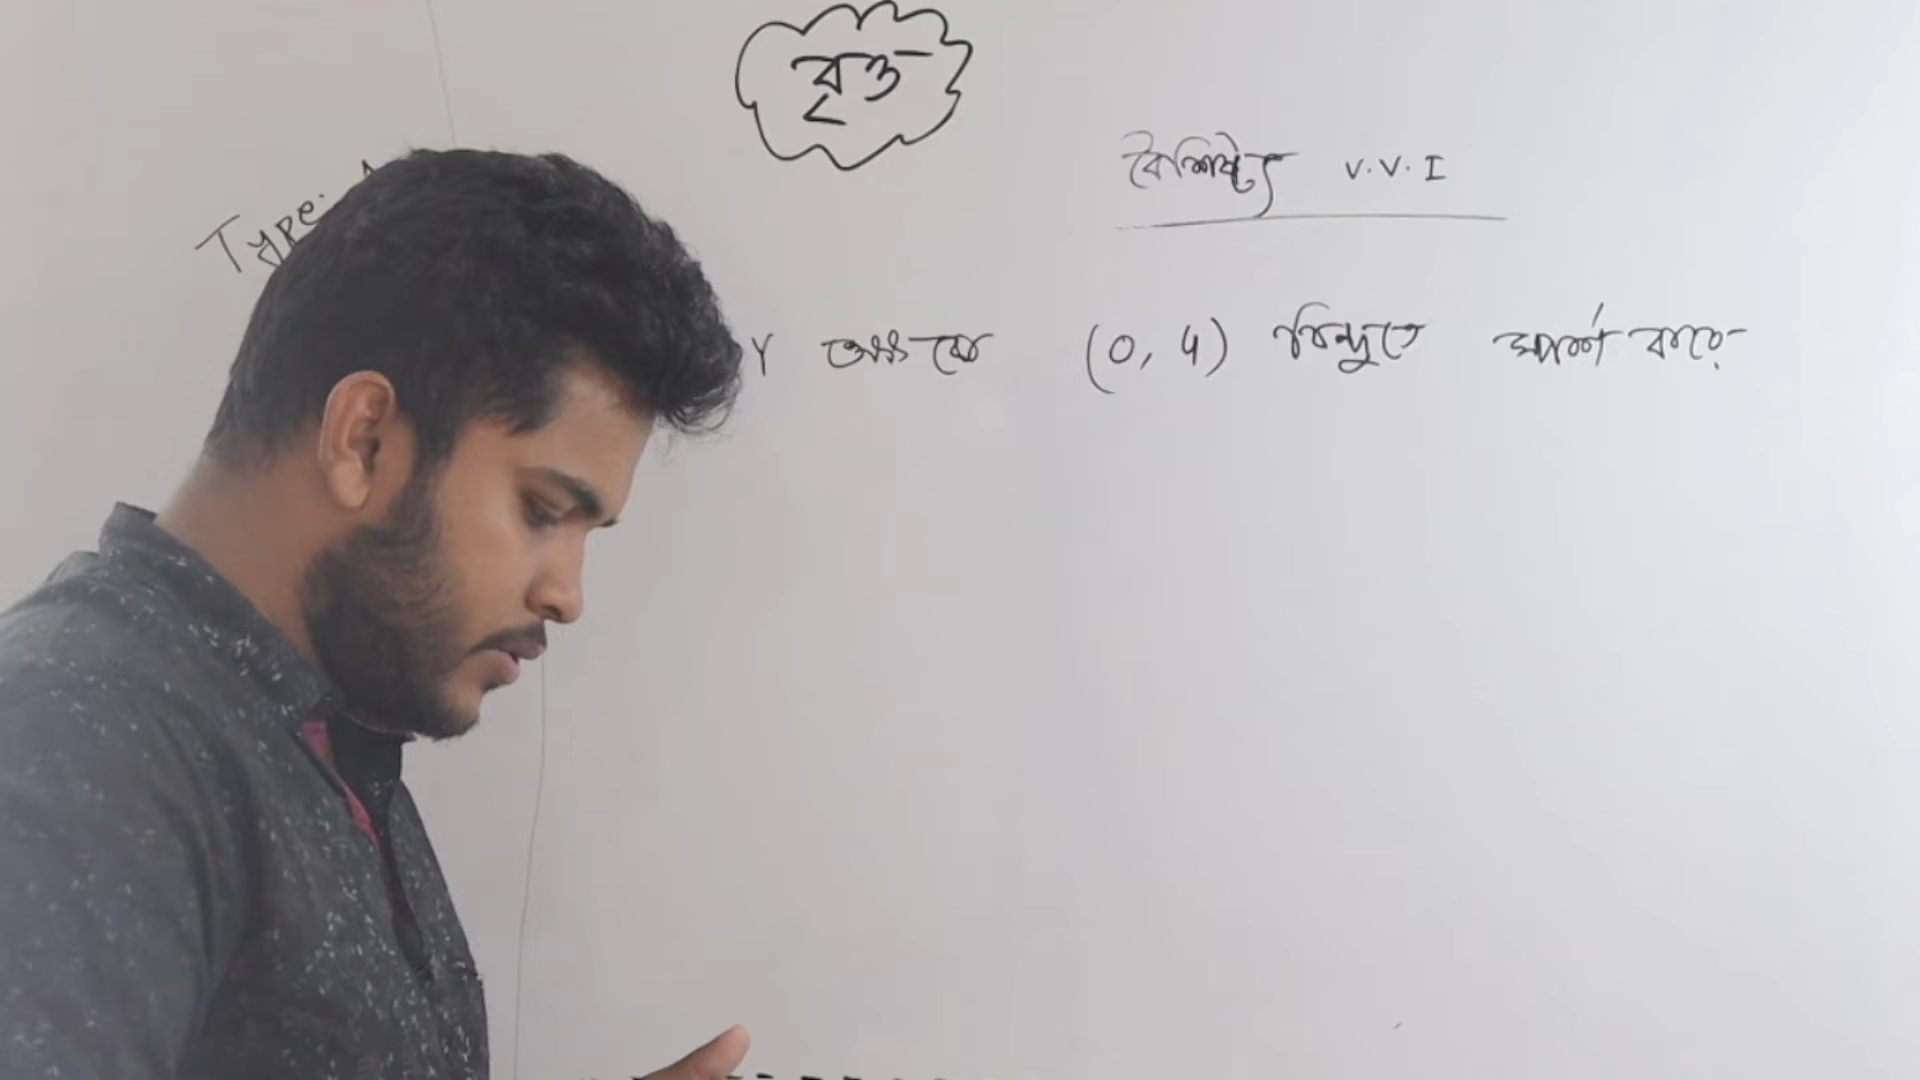 বৃত্ত
বৈশিষ্ট্য V.V.I
Type:
Y অক্ষকে (0, 4) বিন্দুতে স্পর্শ করে